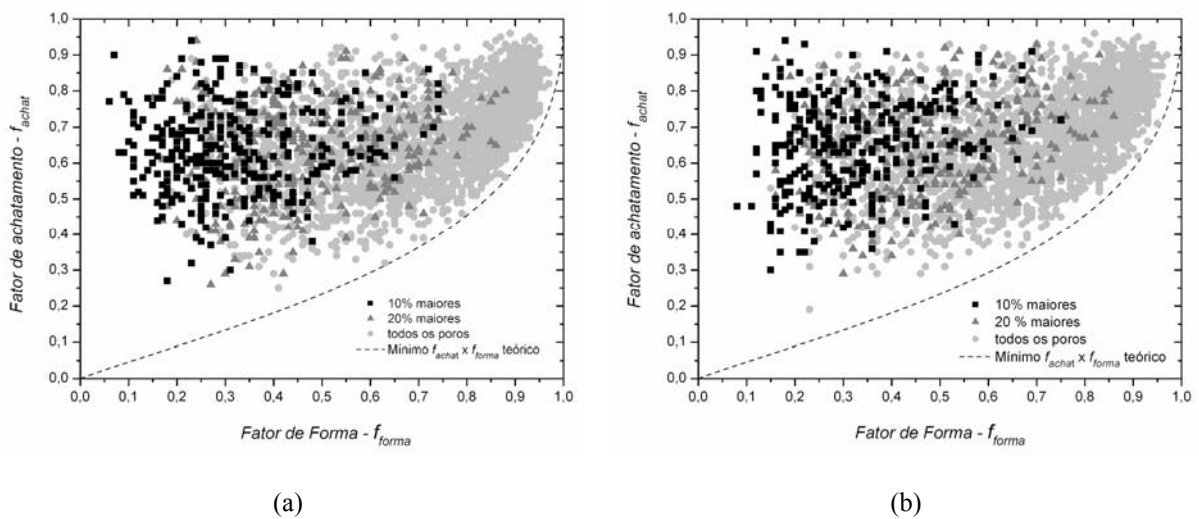 1,0
0,9
0,8
0,7
0,6
0,5
0,4
0,3
0,2
0,1
0,0
Fator de achatamento - f_achat
10% maiores
20% maiores
todos os poros
Mínimo f_achat x f_forma teórico
0,0 0,1 0,2 0,3 0,4 0,5 0,6 0,7 0,8 0,9 1,0
Fator de Forma - f_forma
(a)
1,0
0,9
0,8
0,7
0,6
0,5
0,4
0,3
0,2
0,1
0,0
Fator de achatamento - f_achat
10% maiores
20 % maiores
todos os poros
Mínimo f_achat x f_forma teórico
0,0 0,1 0,2 0,3 0,4 0,5 0,6 0,7 0,8 0,9 1,0
Fator de Forma - f_forma
(b)